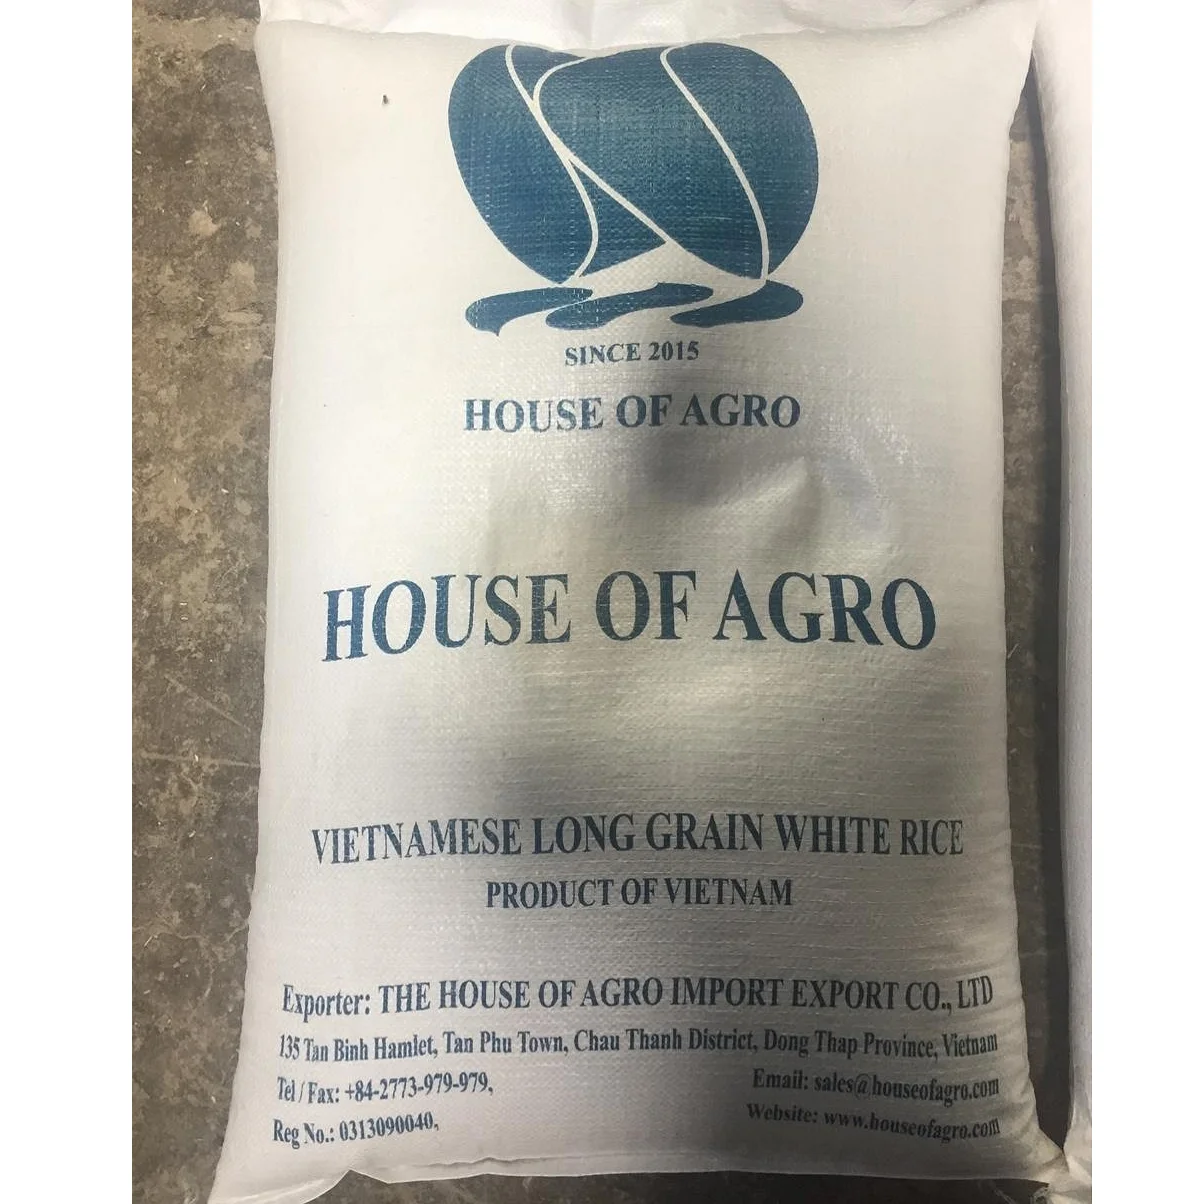 SINCE 2015
HOUSE OF AGRO
HOUSE OF AGRO
VIETNAMESE LONG GRAIN WHITE RICE
PRODUCT OF VIETNAM
Exporter: THE HOUSE OF AGRO IMPORT EXPORT CO., LTD
135 Tan Binh Hamlet, Tan Phu Town, Chau Thanh District, Dong Thap Province, Vietnam
Tel / Fax: +84-2773-979-979, Email: sales@houseofagro.com
Reg No.: 0313090040, Website: www.houseofagro.com